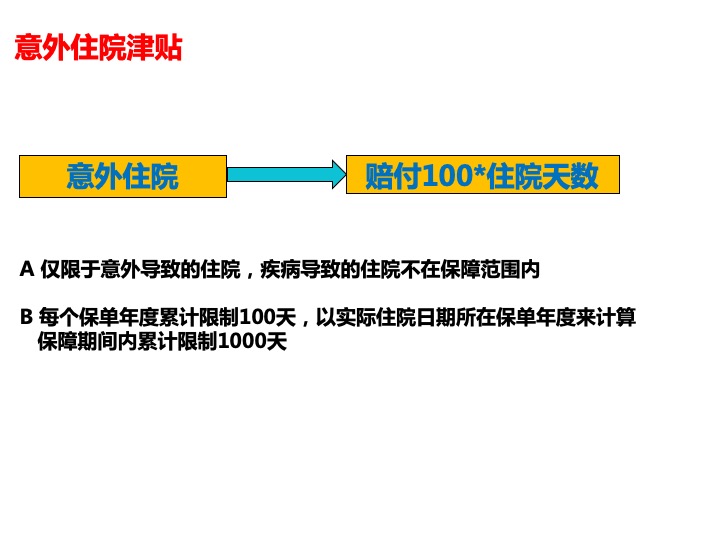 意外住院津贴
意外住院
赔付100*住院天数
A 仅限于意外导致的住院，疾病导致的住院不在保障范围内
B 每个保单年度累计限制100天，以实际住院日期所在保单年度来计算
保障期间内累计限制1000天